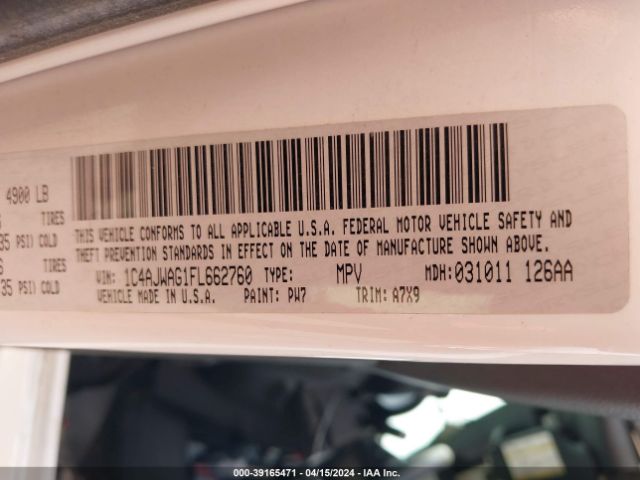 4900 LB
TIRES
35 PSI) COLD
TIRES
35 PSI) COLD
THIS VEHICLE CONFORMS TO ALL APPLICABLE U.S.A. FEDERAL MOTOR VEHICLE SAFETY AND
THEFT PREVENTION STANDARDS IN EFFECT ON THE DATE OF MANUFACTURE SHOWN ABOVE.
VIN: 1C4AJWAG1FL662760 TYPE: MPV MDH: 031011 126AA
VEHICLE MADE IN U.S.A. PAINT: PW7 TRIM: A7X9
000-39165471 - 04/15/2024 - IAA Inc.